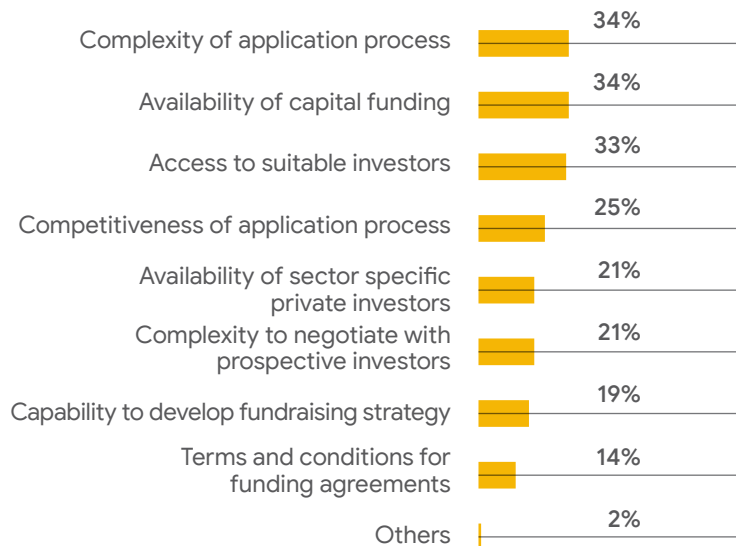 Complexity of application process 34%
Availability of capital funding 34%
Access to suitable investors 33%
Competitiveness of application process 25%
Availability of sector specific
private investors 21%
Complexity to negotiate with
prospective investors 21%
Capability to develop fundraising strategy 19%
Terms and conditions for
funding agreements 14%
Others 2%